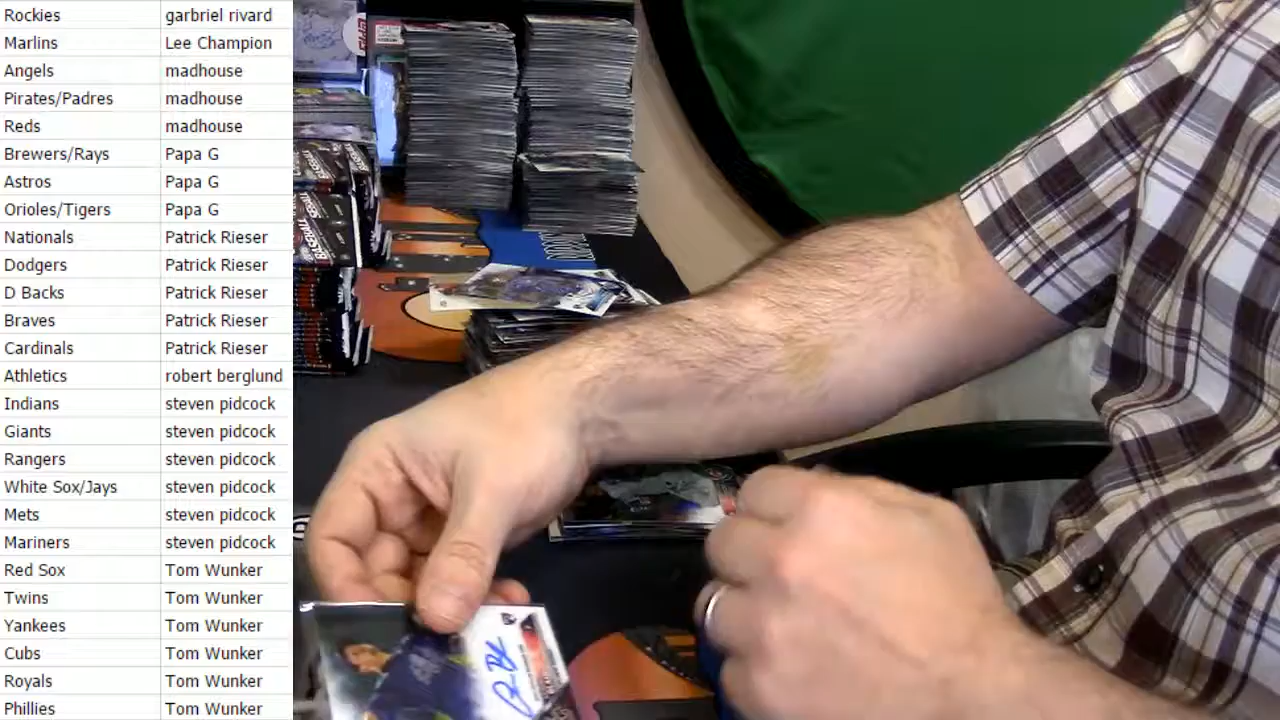 Rockies garbriel rivard
Marlins Lee Champion
Angels madhouse
Pirates/Padres madhouse
Reds madhouse
Brewers/Rays Papa G
Astros Papa G
Orioles/Tigers Papa G
Nationals Patrick Rieser
Dodgers Patrick Rieser
D Backs Patrick Rieser
Braves Patrick Rieser
Cardinals Patrick Rieser
Athletics robert berglund
Indians steven pidcock
Giants steven pidcock
Rangers steven pidcock
White Sox/Jays steven pidcock
Mets steven pidcock
Mariners steven pidcock
Red Sox Tom Wunker
Twins Tom Wunker
Yankees Tom Wunker
Cubs Tom Wunker
Royals Tom Wunker
Phillies Tom Wunker
BASEBALL